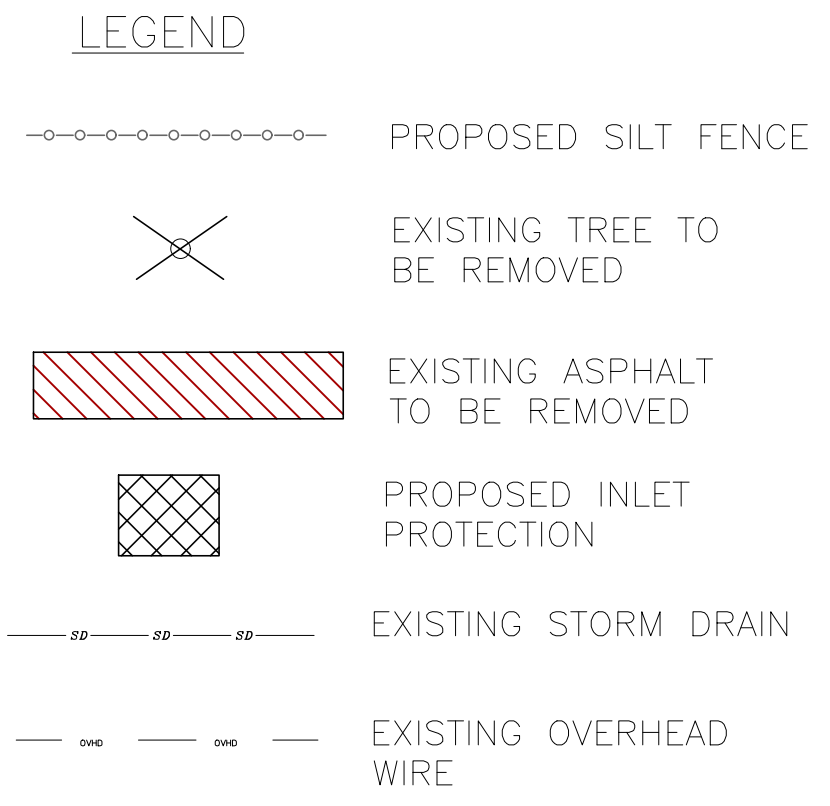 LEGEND
PROPOSED SILT FENCE
EXISTING TREE TO
BE REMOVED
EXISTING ASPHALT
TO BE REMOVED
PROPOSED INLET
PROTECTION
SD SD SD
EXISTING STORM DRAIN
OVHD OVHD
EXISTING OVERHEAD
WIRE